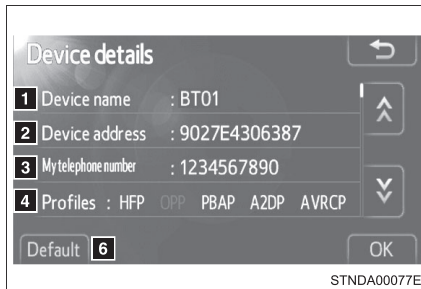 Device details
1 Device name : BT01
2 Device address : 9027E4306387
3 My telephone number : 1234567890
4 Profiles : HFP OPP PBAP A2DP AVRCP
Default 6 OK
STNDA00077E